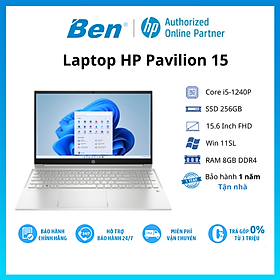 Ben
hp
Authorized
Online Partner
Laptop HP Pavilion 15
Core i5-1240P
SSD 256GB
15.6 Inch FHD
Win 11SL
RAM 8GB DDR4
Bảo hành 1 năm
Tận nhà
BẢO HÀNH
CHÍNH HÃNG
HỖ TRỢ
BẢO HÀNH 24/7
MIỄN PHÍ
VẬN CHUYỂN
TRẢ GÓP 0%
TỪ 3 TRIỆU